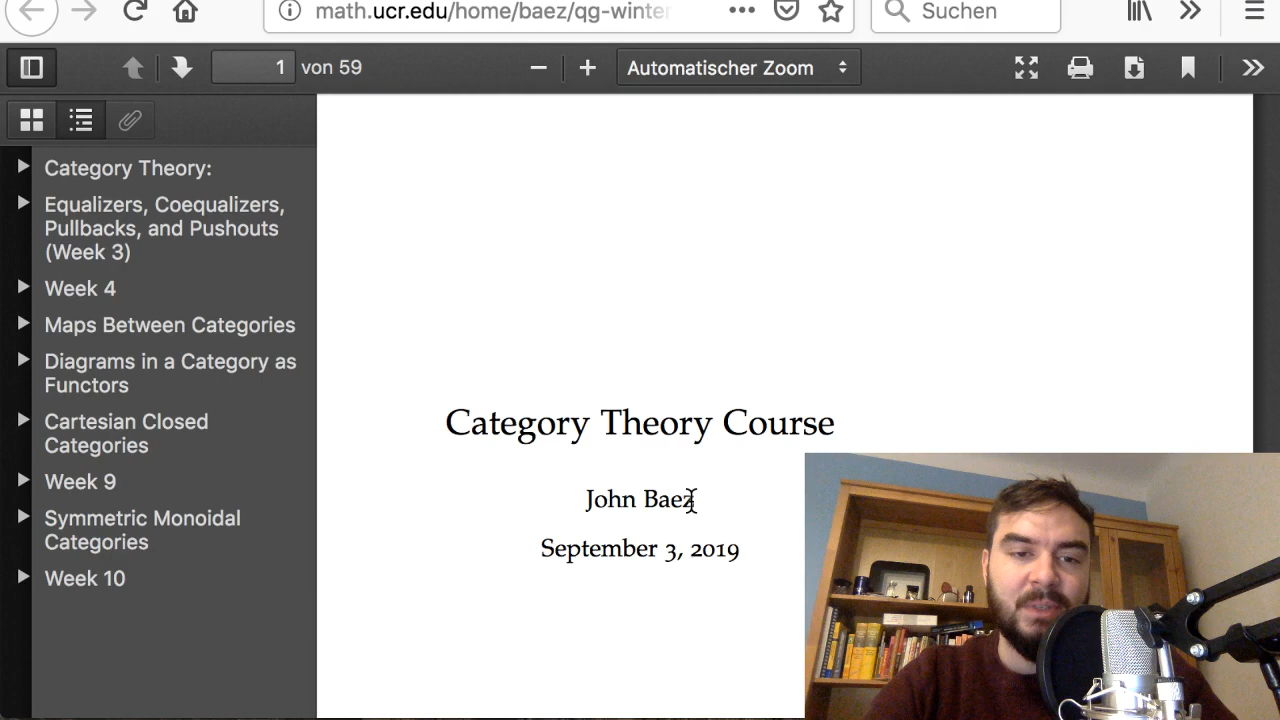 math.ucr.edu/home/baez/qg-winter
Suchen
1 von 59
Automatischer Zoom
Category Theory:
Equalizers, Coequalizers,
Pullbacks, and Pushouts
(Week 3)
Week 4
Maps Between Categories
Diagrams in a Category as
Functors
Cartesian Closed
Categories
Week 9
Symmetric Monoidal
Categories
Week 10
Category Theory Course
John Baez
September 3, 2019